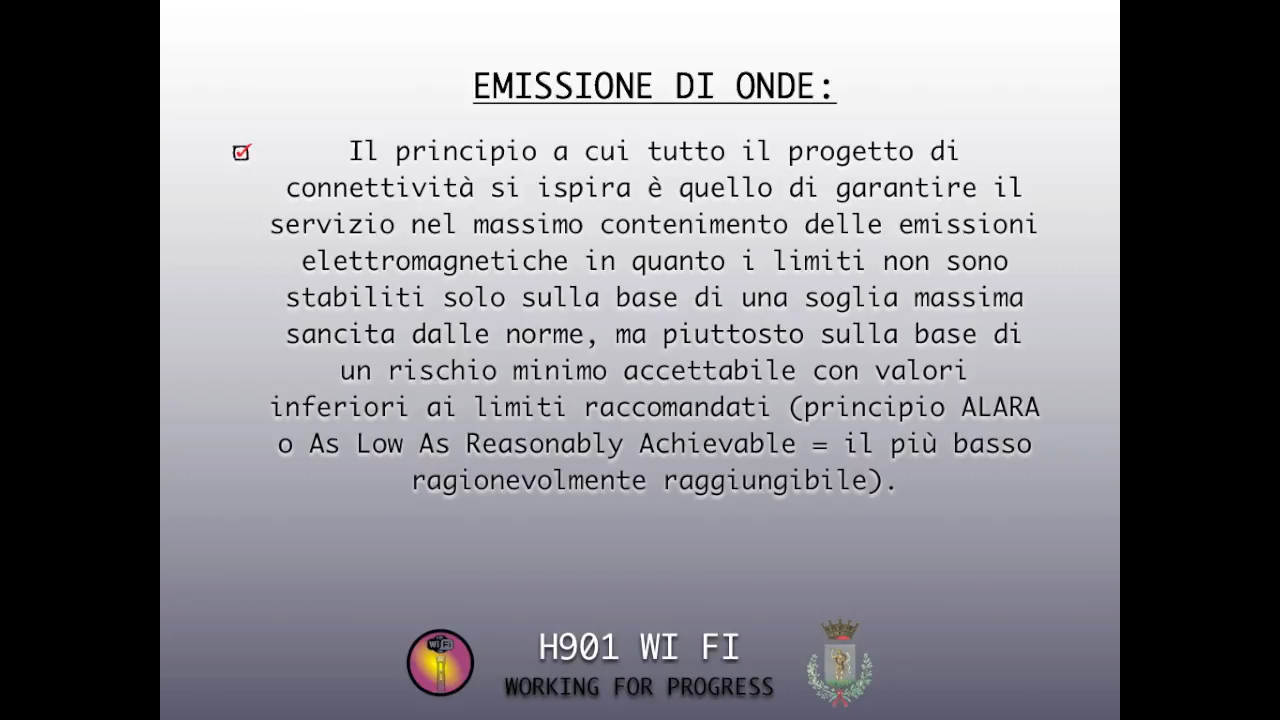 EMISSIONE DI ONDE:
Il principio a cui tutto il progetto di
connettività si ispira è quello di garantire il
servizio nel massimo contenimento delle emissioni
elettromagnetiche in quanto i limiti non sono
stabiliti solo sulla base di una soglia massima
sancita dalle norme, ma piuttosto sulla base di
un rischio minimo accettabile con valori
inferiori ai limiti raccomandati (principio ALARA
o As Low As Reasonably Achievable = il più basso
ragionevolmente raggiungibile).
Wi Fi
H901 WI FI
WORKING FOR PROGRESS